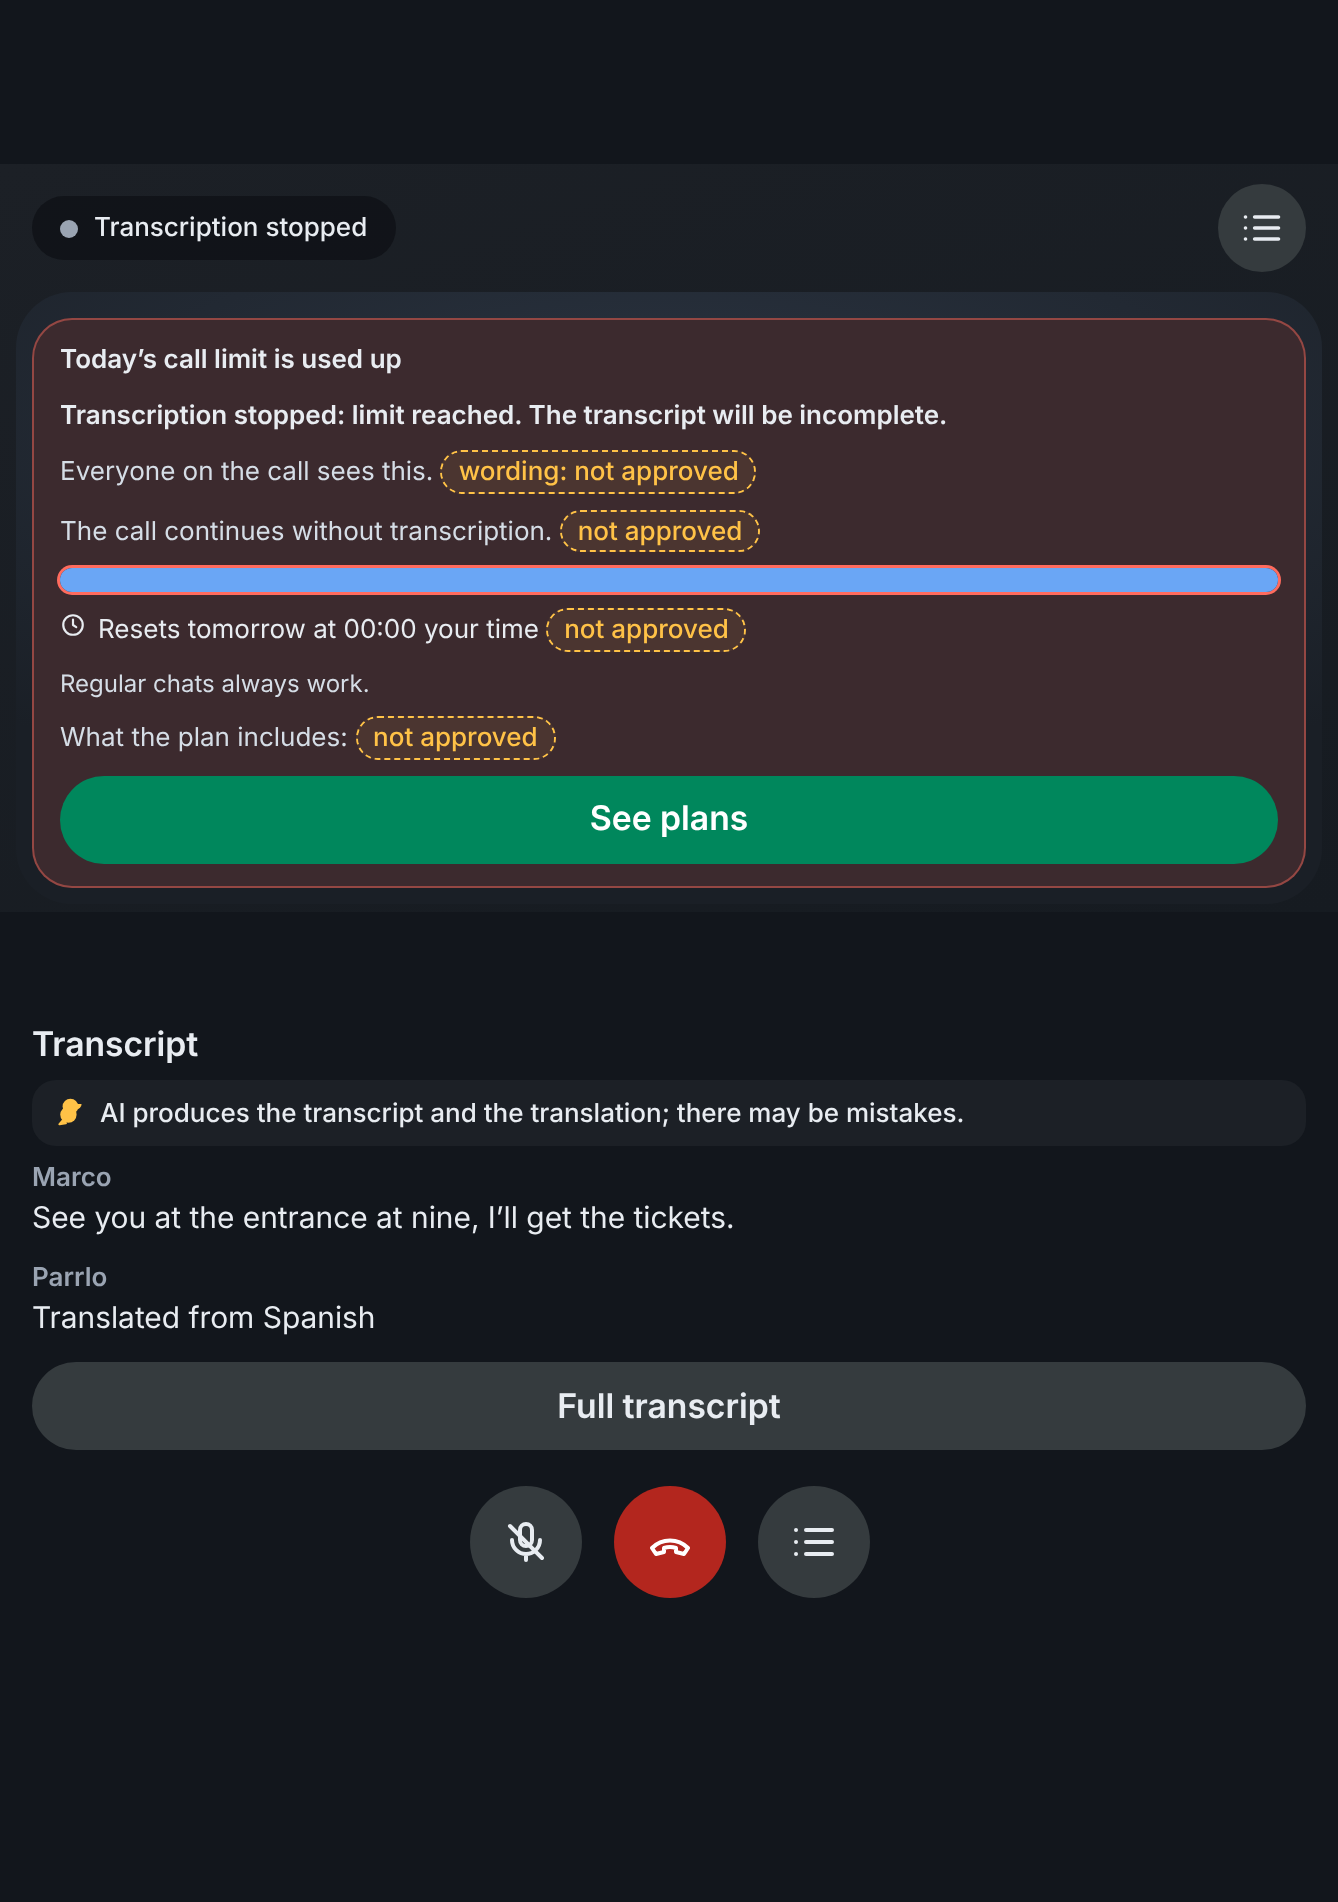 Transcription stopped
Today’s call limit is used up
Transcription stopped: limit reached. The transcript will be incomplete.
Everyone on the call sees this. wording: not approved
The call continues without transcription. not approved
Resets tomorrow at 00:00 your time not approved
Regular chats always work.
What the plan includes: not approved
See plans
Transcript
AI produces the transcript and the translation; there may be mistakes.
Marco
See you at the entrance at nine, I’ll get the tickets.
Parrlo
Translated from Spanish
Full transcript